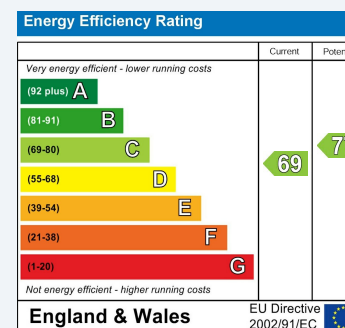 Energy Efficiency Rating
Current
Very energy efficient - lower running costs
(92 plus) A
(81-91) B
(69-80) C
(55-68) D
(39-54) E
(21-38) F
(1-20) G
69
Not energy efficient - higher running costs
England & Wales
EU Directive
2002/91/EC